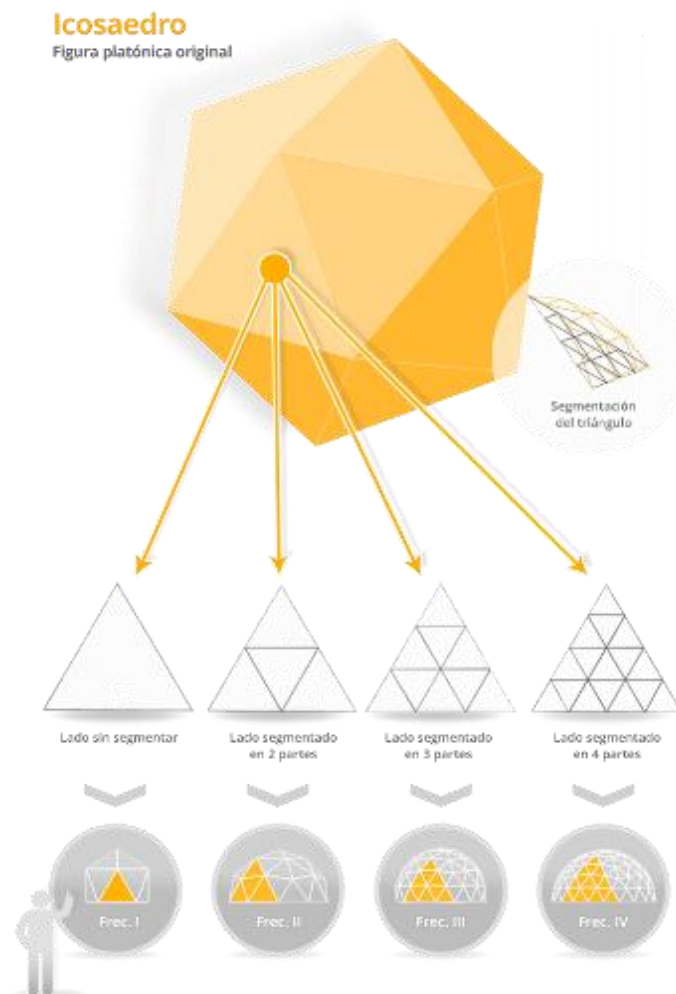 Icosaedro
Figura platónica original
Segmentación
del triángulo
Lado sin segmentar
Lado segmentado
en 2 partes
Lado segmentado
en 3 partes
Lado segmentado
en 4 partes
Frec. I
Frec. II
Frec. III
Frec. IV